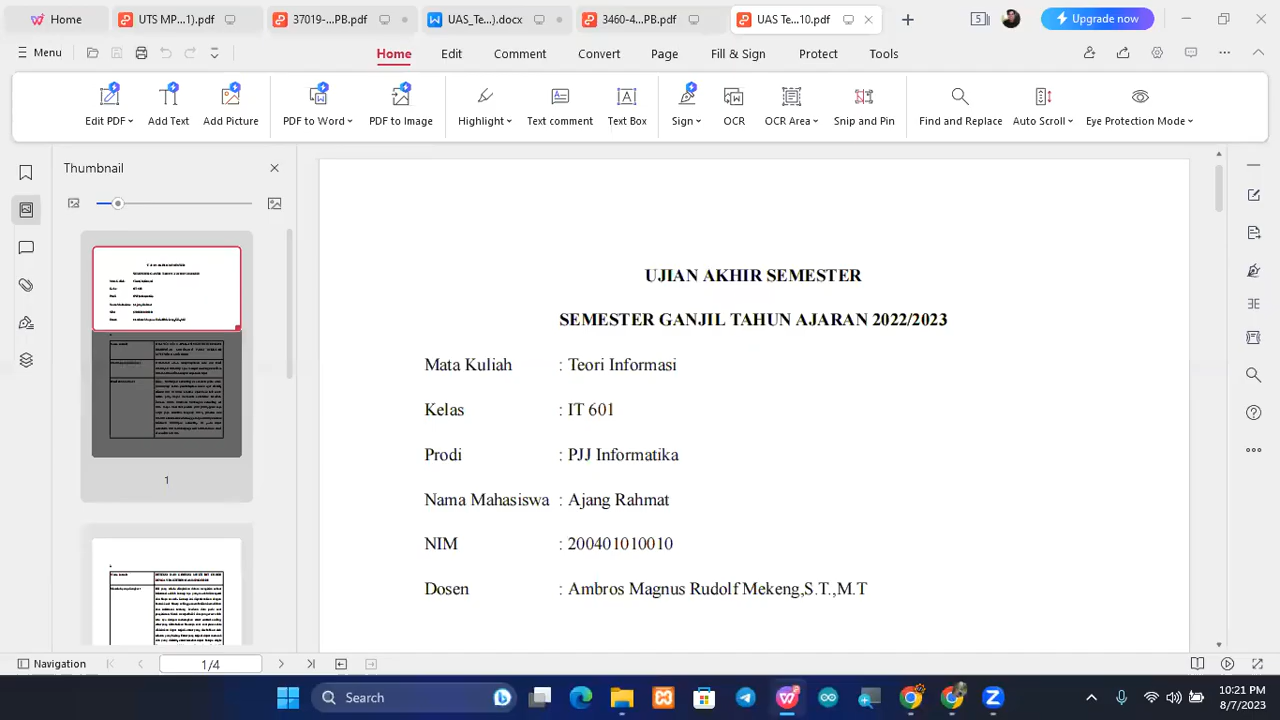 Home
UTS MP...1).pdf
37019-...PB.pdf
UAS_Te...).docx
3460-4...PB.pdf
UAS Te...10.pdf
5
Upgrade now
Menu
Home
Edit
Comment
Convert
Page
Fill & Sign
Protect
Tools
Edit PDF
Add Text
Add Picture
PDF to Word
PDF to Image
Highlight
Text comment
Text Box
Sign
OCR
OCR Area
Snip and Pin
Find and Replace
Auto Scroll
Eye Protection Mode
Thumbnail
1
UJIAN AKHIR SEMESTER
SEMESTER GANJIL TAHUN AJARAN 2022/2023
Mata Kuliah : Teori Informasi
Kelas : IT 601
Prodi : PJJ Informatika
Nama Mahasiswa : Ajang Rahmat
NIM : 200401010010
Dosen : Ambros Magnus Rudolf Mekeng,S.T.,M.T
Navigation
1/4
Search
10:21 PM
8/7/2023